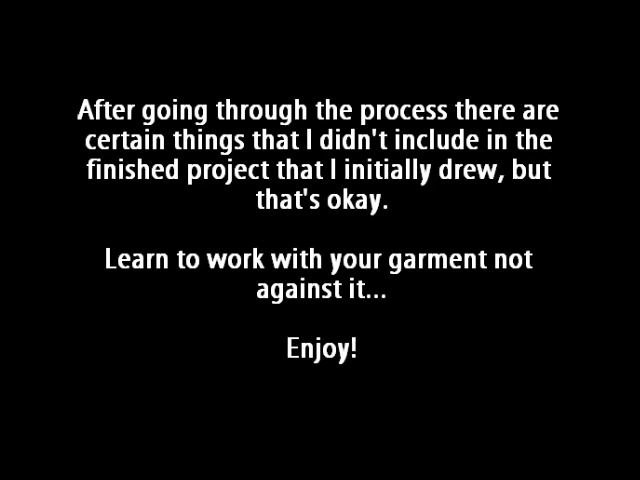 After going through the process there are
certain things that I didn't include in the
finished project that I initially drew, but
that's okay.
Learn to work with your garment not
against it...
Enjoy!